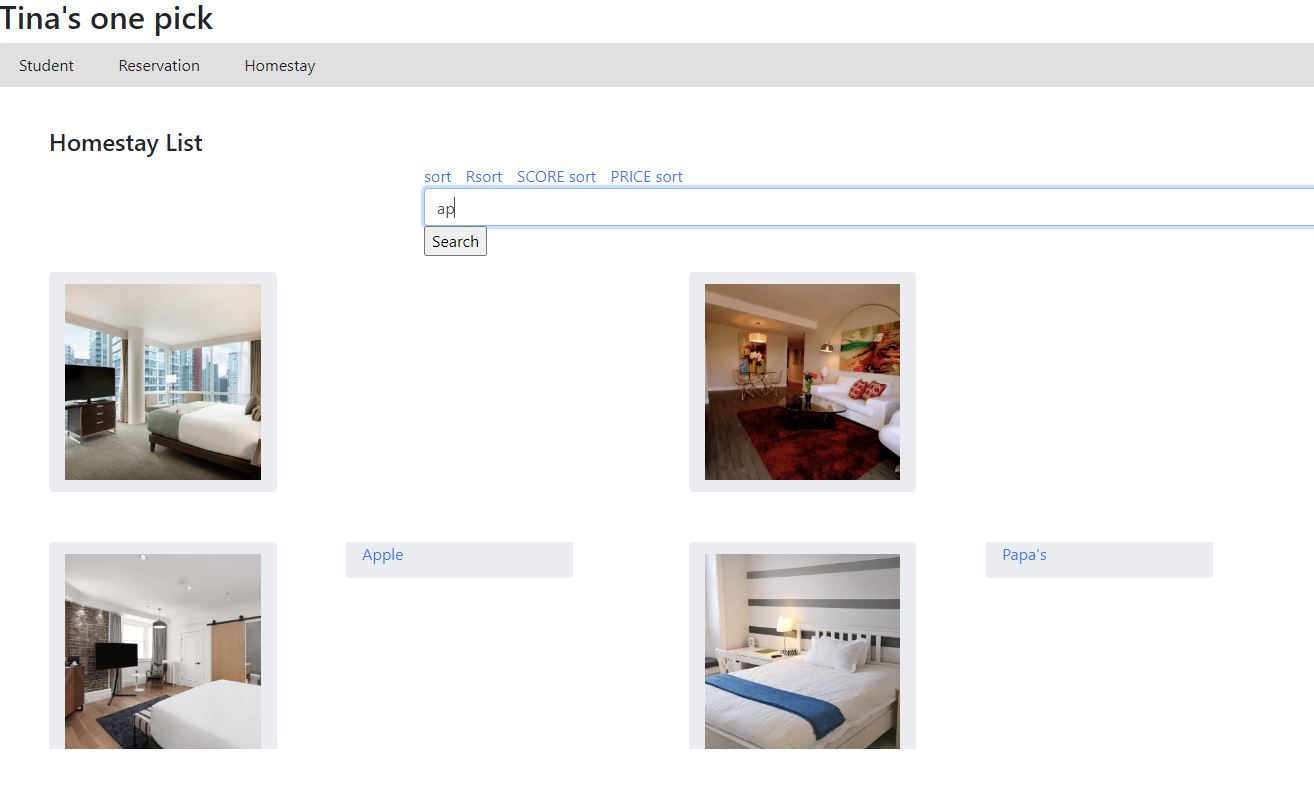 Tina's one pick
Student Reservation Homestay
Homestay List
sort Rsort SCORE sort PRICE sort
ap
Search
Apple
Papa's